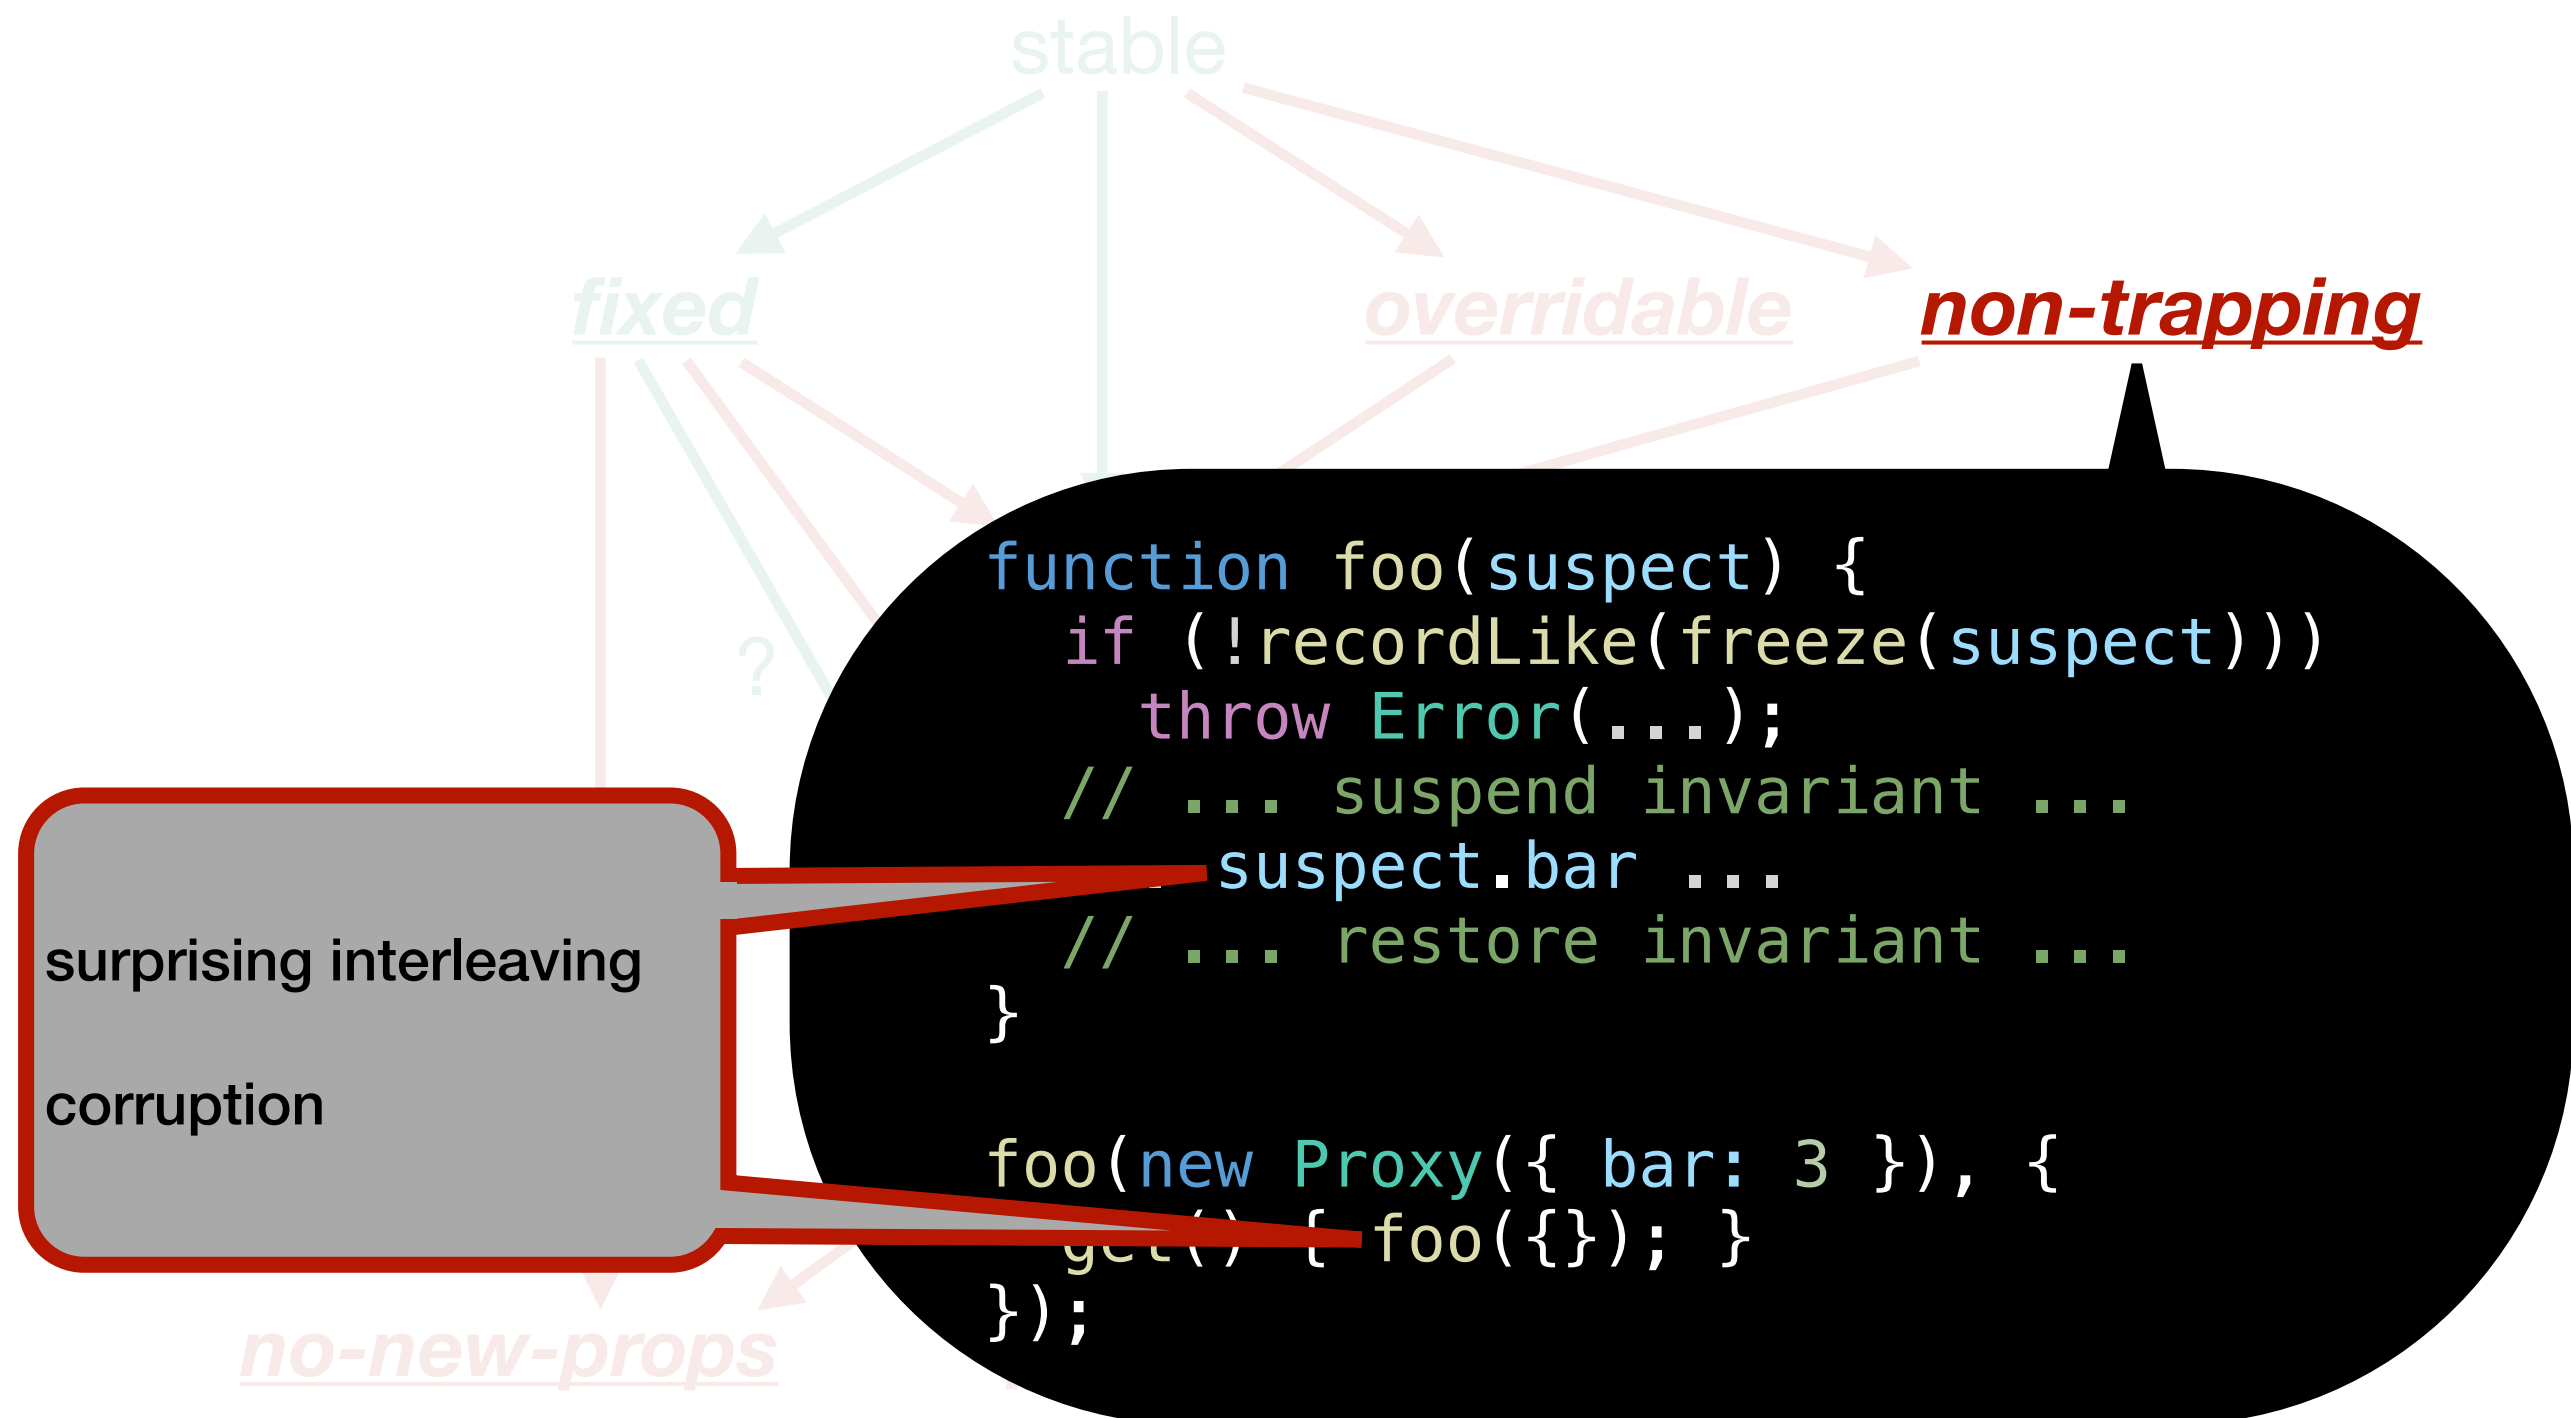 stable
fixed
overridable
non-trapping
?
function foo(suspect) {
if (!recordLike(freeze(suspect)))
throw Error(...);
// ... suspend invariant ...
suspect.bar ...
// ... restore invariant ...
}
foo(new Proxy({ bar: 3 }), {
get() { foo({}); }
});
surprising interleaving
corruption
no-new-props